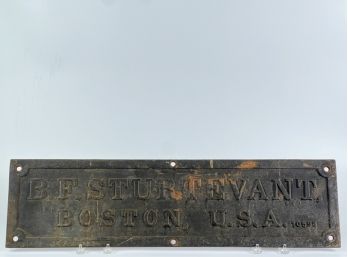 B.F. STURTEVANT,
BOSTON, U.S.A.